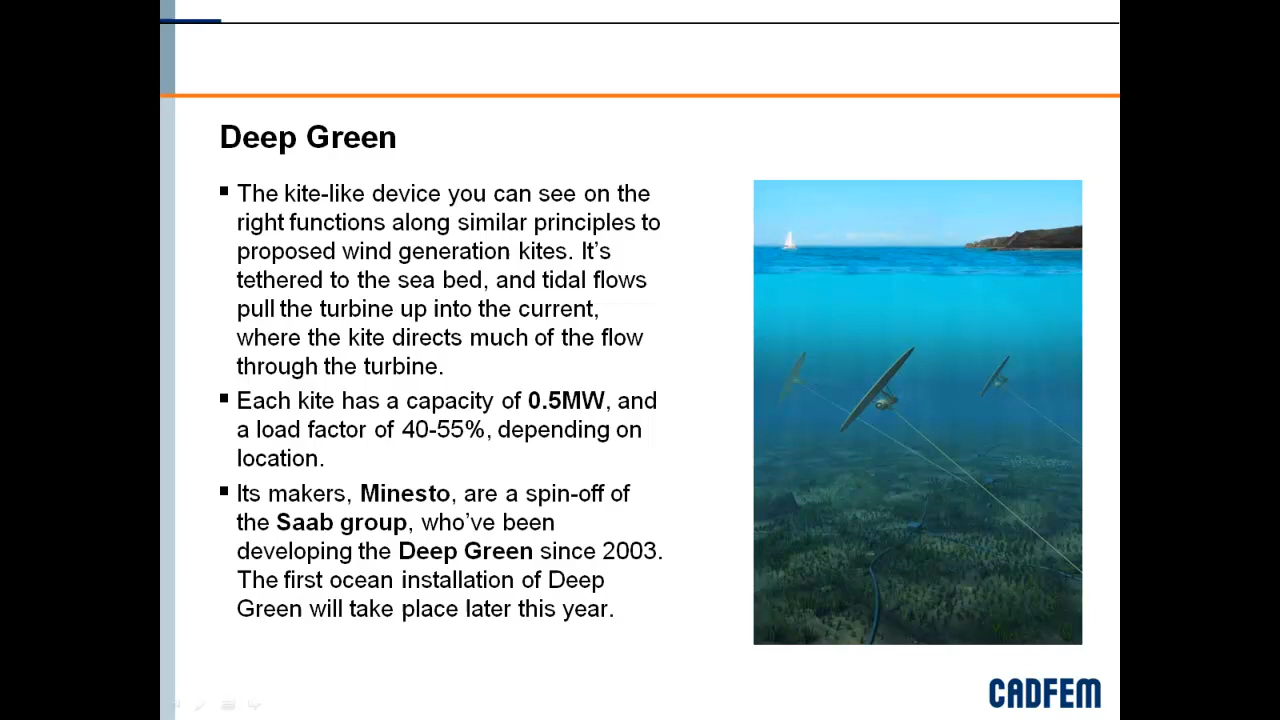 Deep Green
▪ The kite-like device you can see on the
right functions along similar principles to
proposed wind generation kites. It’s
tethered to the sea bed, and tidal flows
pull the turbine up into the current,
where the kite directs much of the flow
through the turbine.
▪ Each kite has a capacity of 0.5MW, and
a load factor of 40-55%, depending on
location.
▪ Its makers, Minesto, are a spin-off of
the Saab group, who’ve been
developing the Deep Green since 2003.
The first ocean installation of Deep
Green will take place later this year.
CADFEM